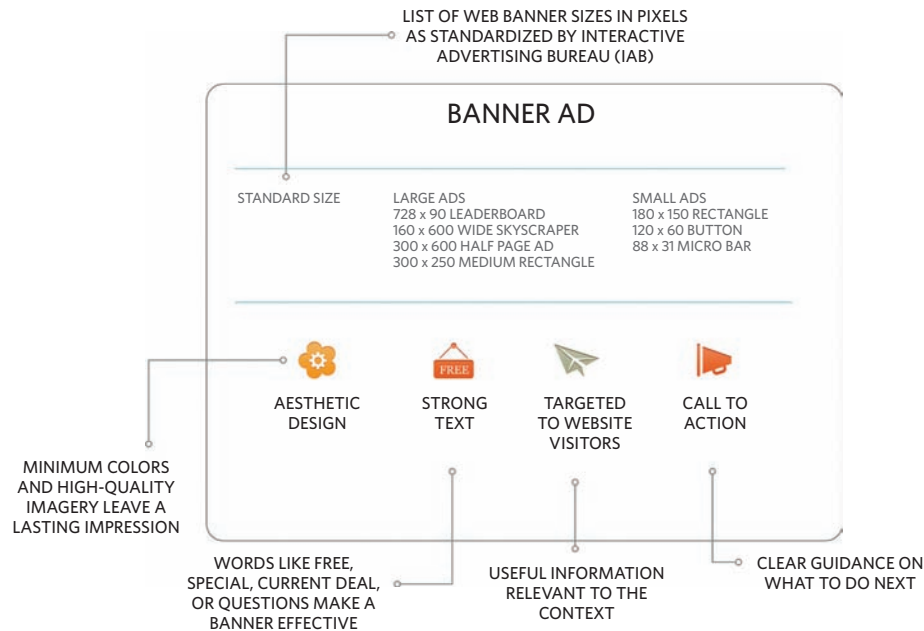 LIST OF WEB BANNER SIZES IN PIXELS
AS STANDARDIZED BY INTERACTIVE
ADVERTISING BUREAU (IAB)
BANNER AD
STANDARD SIZE
LARGE ADS
728 x 90 LEADERBOARD
160 x 600 WIDE SKYSCRAPER
300 x 600 HALF PAGE AD
300 x 250 MEDIUM RECTANGLE
SMALL ADS
180 x 150 RECTANGLE
120 x 60 BUTTON
88 x 31 MICRO BAR
FREE
AESTHETIC
DESIGN
STRONG
TEXT
TARGETED
TO WEBSITE
VISITORS
CALL TO
ACTION
MINIMUM COLORS
AND HIGH-QUALITY
IMAGERY LEAVE A
LASTING IMPRESSION
WORDS LIKE FREE,
SPECIAL, CURRENT DEAL,
OR QUESTIONS MAKE A
BANNER EFFECTIVE
USEFUL INFORMATION
RELEVANT TO THE
CONTEXT
CLEAR GUIDANCE ON
WHAT TO DO NEXT